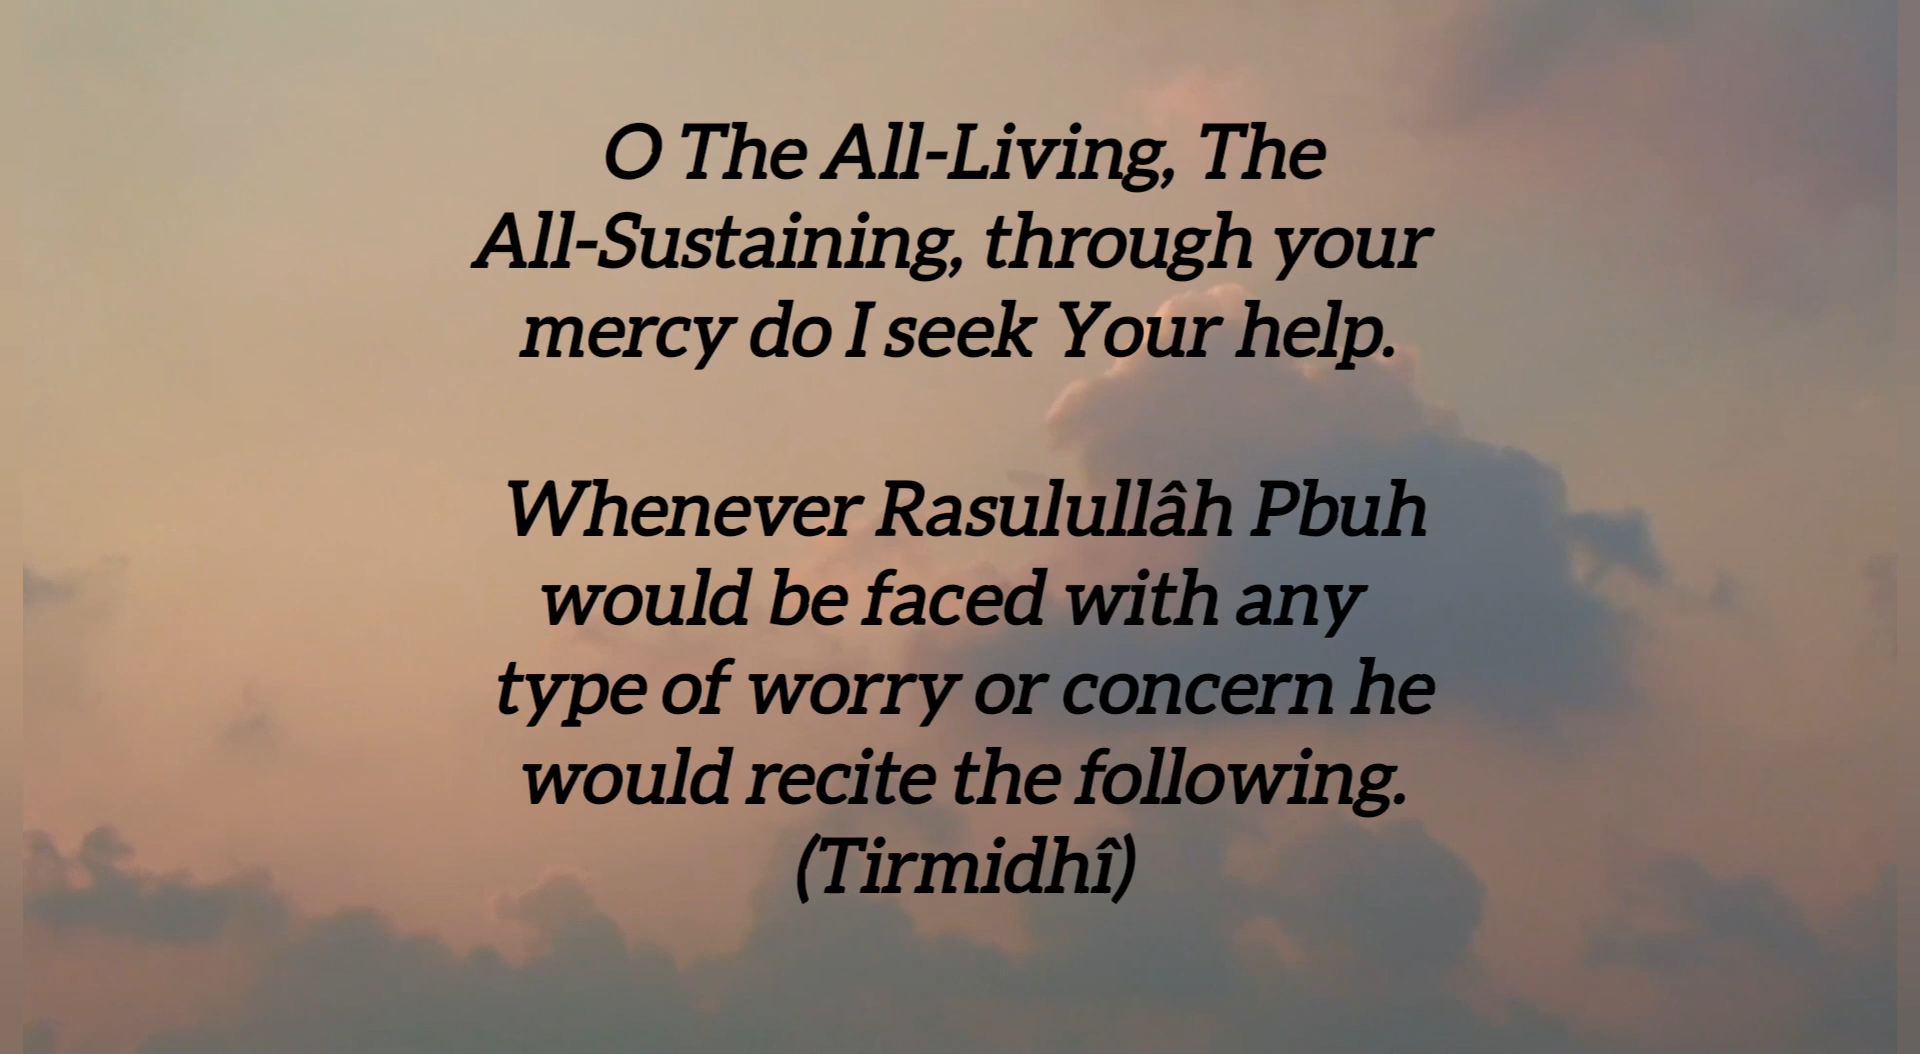 O The All-Living, The
All-Sustaining, through your
mercy do I seek Your help.
Whenever Rasulullâh Pbuh
would be faced with any
type of worry or concern he
would recite the following.
(Tirmidhî)